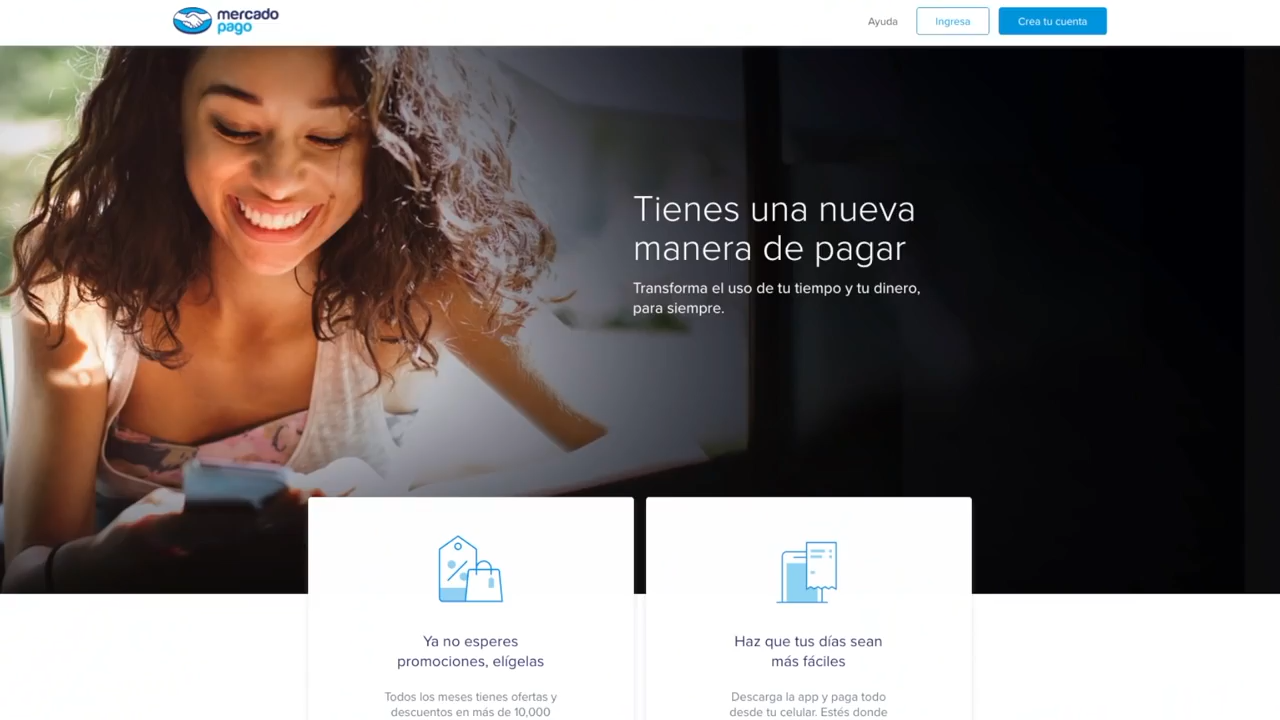 mercado
pago
Ayuda
Ingresa
Crea tu cuenta
Tienes una nueva
manera de pagar
Transforma el uso de tu tiempo y tu dinero,
para siempre.
Ya no esperes
promociones, elígelas
Todos los meses tienes ofertas y
descuentos en más de 10,000
Haz que tus días sean
más fáciles
Descarga la app y paga todo
desde tu celular. Estés donde